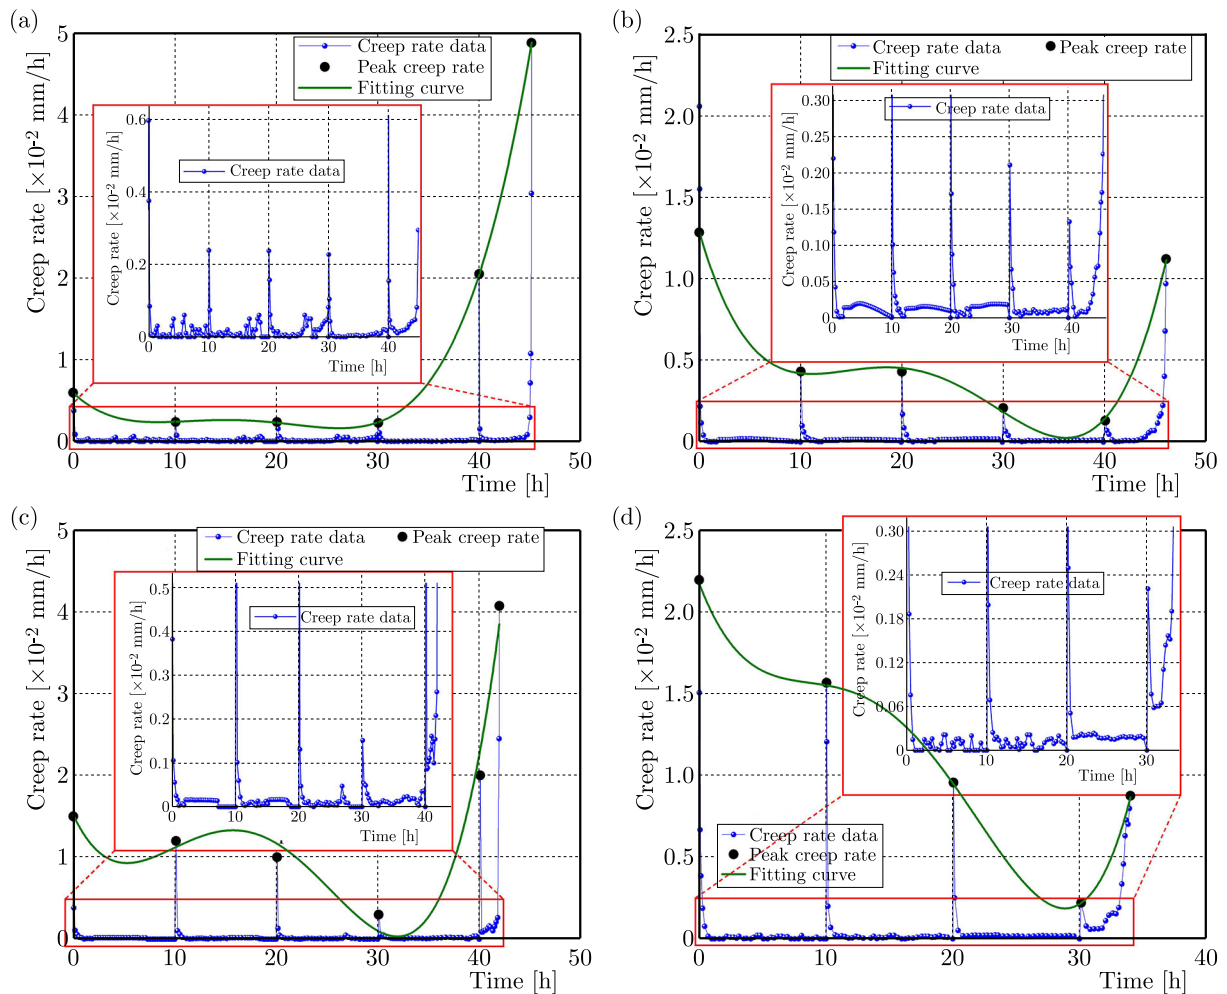 (a)
5
4
3
2
1
0
Creep rate [×10-2 mm/h]
Creep rate data
Peak creep rate
Fitting curve
0.6
0.4
0.2
0
Creep rate [×10-2 mm/h]
Creep rate data
0 10 20 30 40
Time [h]
0 10 20 30 40 50
Time [h]
(b)
2.5
2.0
1.5
1.0
0.5
0
Creep rate [×10-2 mm/h]
Creep rate data Peak creep rate
Fitting curve
0.30
0.25
0.20
0.15
0.10
0.05
0
Creep rate [×10-2 mm/h]
Creep rate data
0 10 20 30 40
Time [h]
0 10 20 30 40 50
Time [h]
(c)
5
4
3
2
1
0
Creep rate [×10-2 mm/h]
Creep rate data Peak creep rate
Fitting curve
0.5
0.4
0.3
0.2
0.1
0
Creep rate [×10-2 mm/h]
Creep rate data
0 10 20 30 40
Time [h]
0 10 20 30 40 50
Time [h]
(d)
2.5
2.0
1.5
1.0
0.5
0
Creep rate [×10-2 mm/h]
0.30
0.24
0.18
0.12
0.06
0
Creep rate [×10-2 mm/h]
Creep rate data
0 10 20 30
Time [h]
Creep rate data
Peak creep rate
Fitting curve
0 10 20 30 40
Time [h]